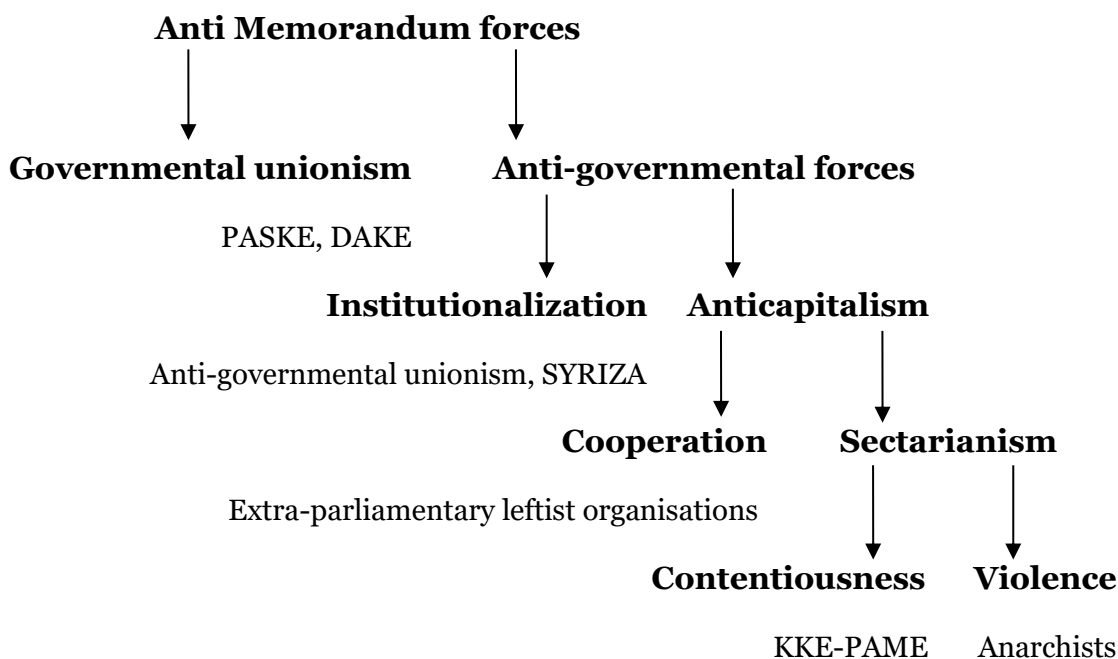 Anti Memorandum forces
Governmental unionism Anti-governmental forces
PASKE, DAKE
Institutionalization Anticapitalism
Anti-governmental unionism, SYRIZA
Cooperation Sectarianism
Extra-parliamentary leftist organisations
Contentiousness Violence
KKE-PAME Anarchists